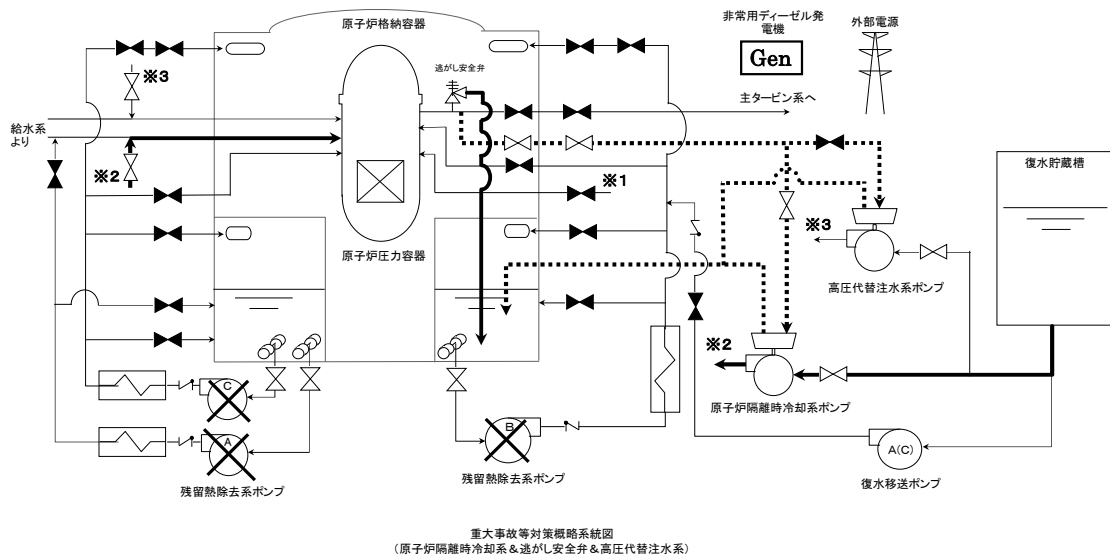 原子炉格納容器
非常用ディーゼル発
電機
外部電源
Gen
逃がし安全弁
※3
主タービン系へ
給水系
より
※2
※1
復水貯蔵槽
※3
原子炉圧力容器
高圧代替注水系ポンプ
※2
原子炉隔離時冷却系ポンプ
C
A
B
A(C)
残留熱除去系ポンプ
残留熱除去系ポンプ
復水移送ポンプ
重大事故等対策概略系統図
(原子炉隔離時冷却系&逃がし安全弁&高圧代替注水系)